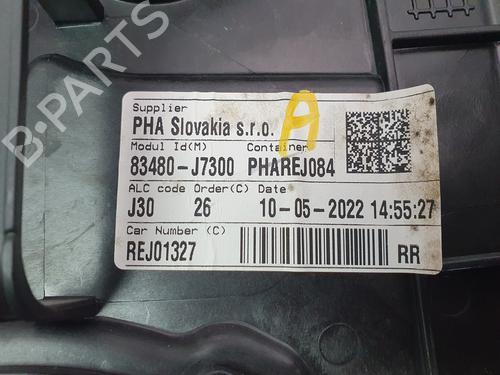 B-PARTS
A
Supplier
PHA Slovakia s.r.o.
Modul Id(M) Container
83480-J7300 PHAREJ084
ALC code Order(C) Date
J30 26 10-05-2022 14:55:27
Car Number (C)
REJ01327 RR